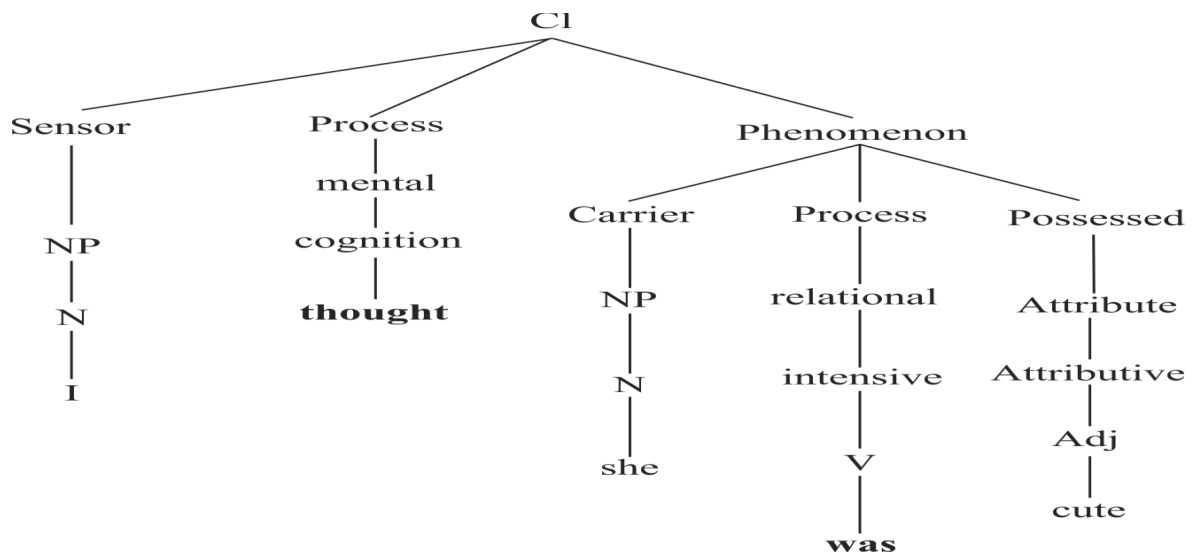 Cl
Sensor Process Phenomenon
mental
Carrier Process Possessed
NP cognition
NP relational Attribute
N thought
N intensive Attributive
I
Adj
she V
cute
was